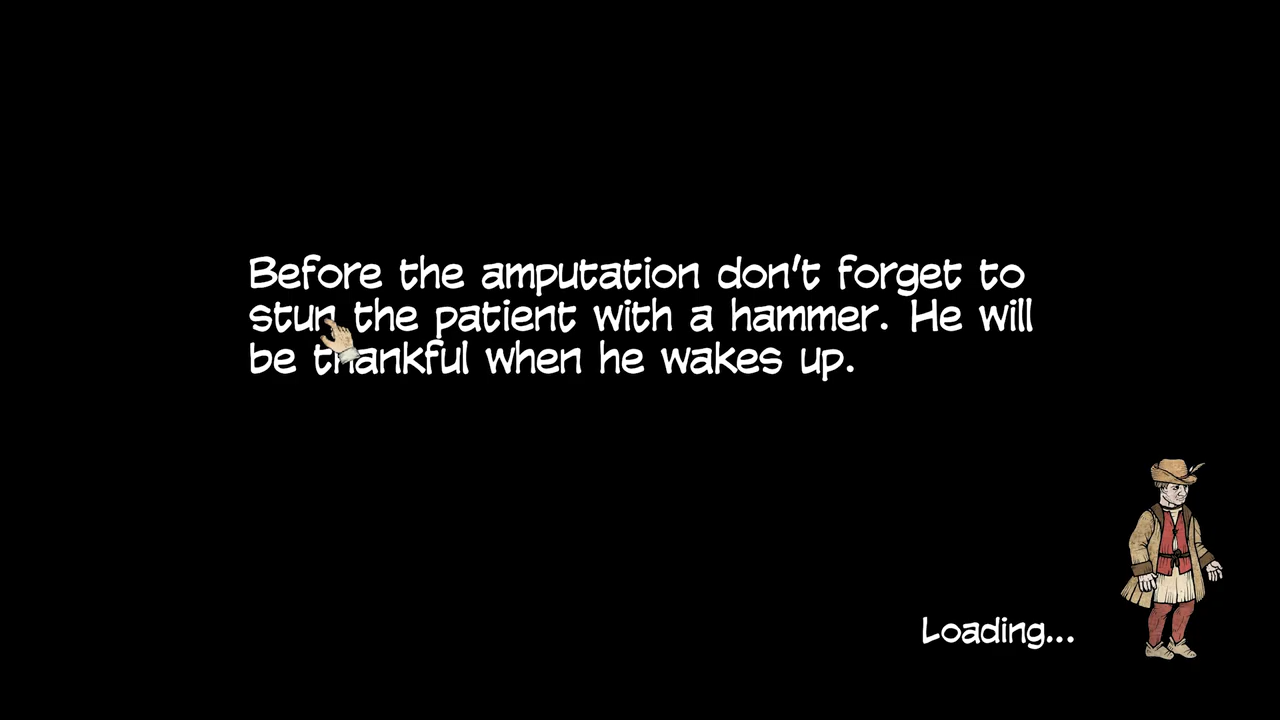 Before the amputation don't forget to
stun the patient with a hammer. He will
be thankful when he wakes up.
Loading...